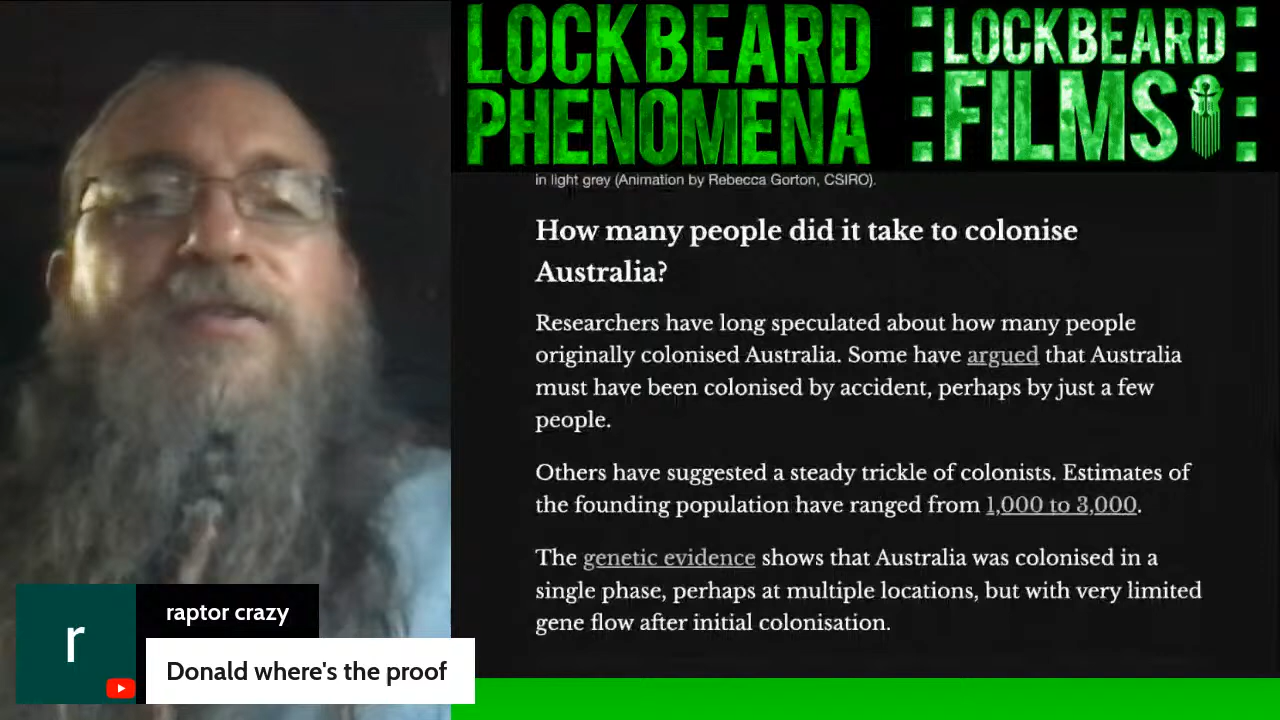 LOCKBEARD
PHENOMENA
LOCKBEARD
FILMS
in light grey (Animation by Rebecca Gorton, CSIRO).
How many people did it take to colonise
Australia?
Researchers have long speculated about how many people
originally colonised Australia. Some have argued that Australia
must have been colonised by accident, perhaps by just a few
people.
Others have suggested a steady trickle of colonists. Estimates of
the founding population have ranged from 1,000 to 3,000.
The genetic evidence shows that Australia was colonised in a
single phase, perhaps at multiple locations, but with very limited
gene flow after initial colonisation.
r
raptor crazy
Donald where's the proof